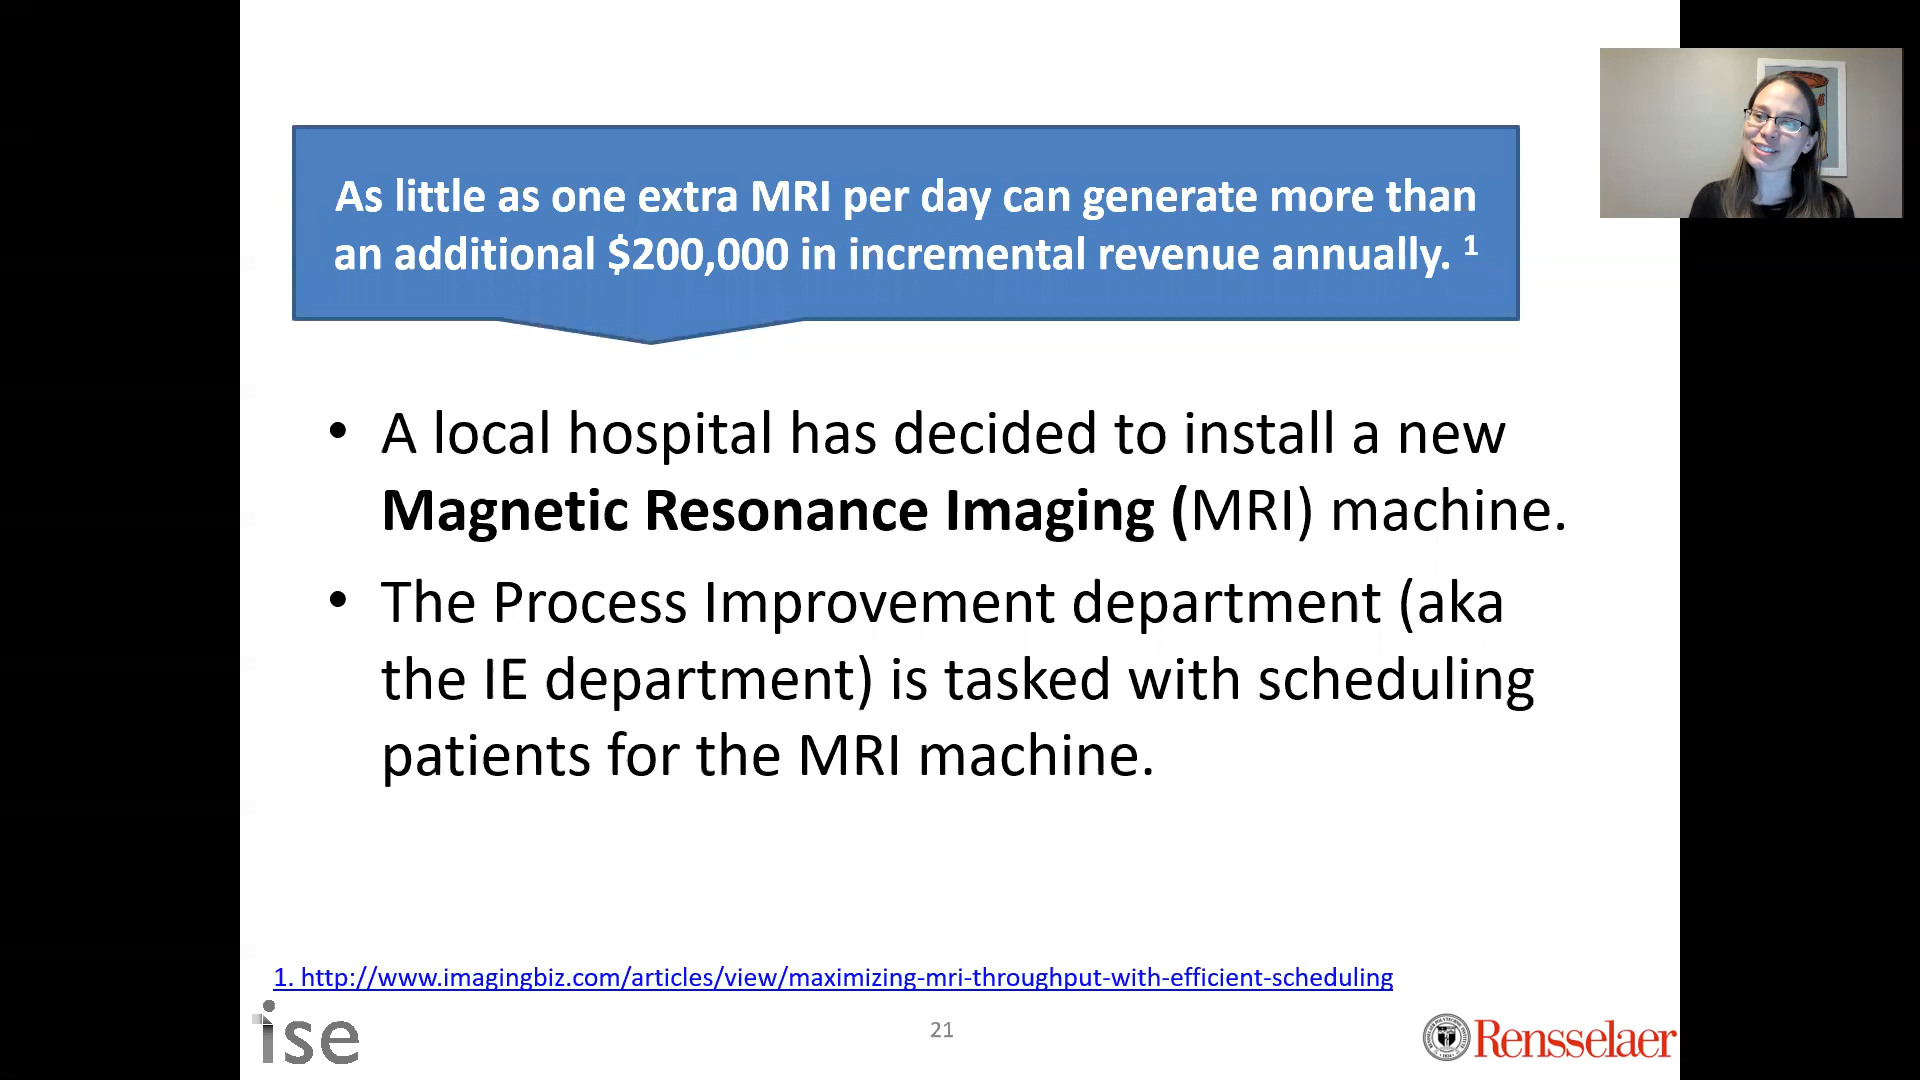 As little as one extra MRI per day can generate more than
an additional $200,000 in incremental revenue annually. 1
• A local hospital has decided to install a new
Magnetic Resonance Imaging (MRI) machine.
• The Process Improvement department (aka
the IE department) is tasked with scheduling
patients for the MRI machine.
1. http://www.imagingbiz.com/articles/view/maximizing-mri-throughput-with-efficient-scheduling
ise
21
Rensselaer